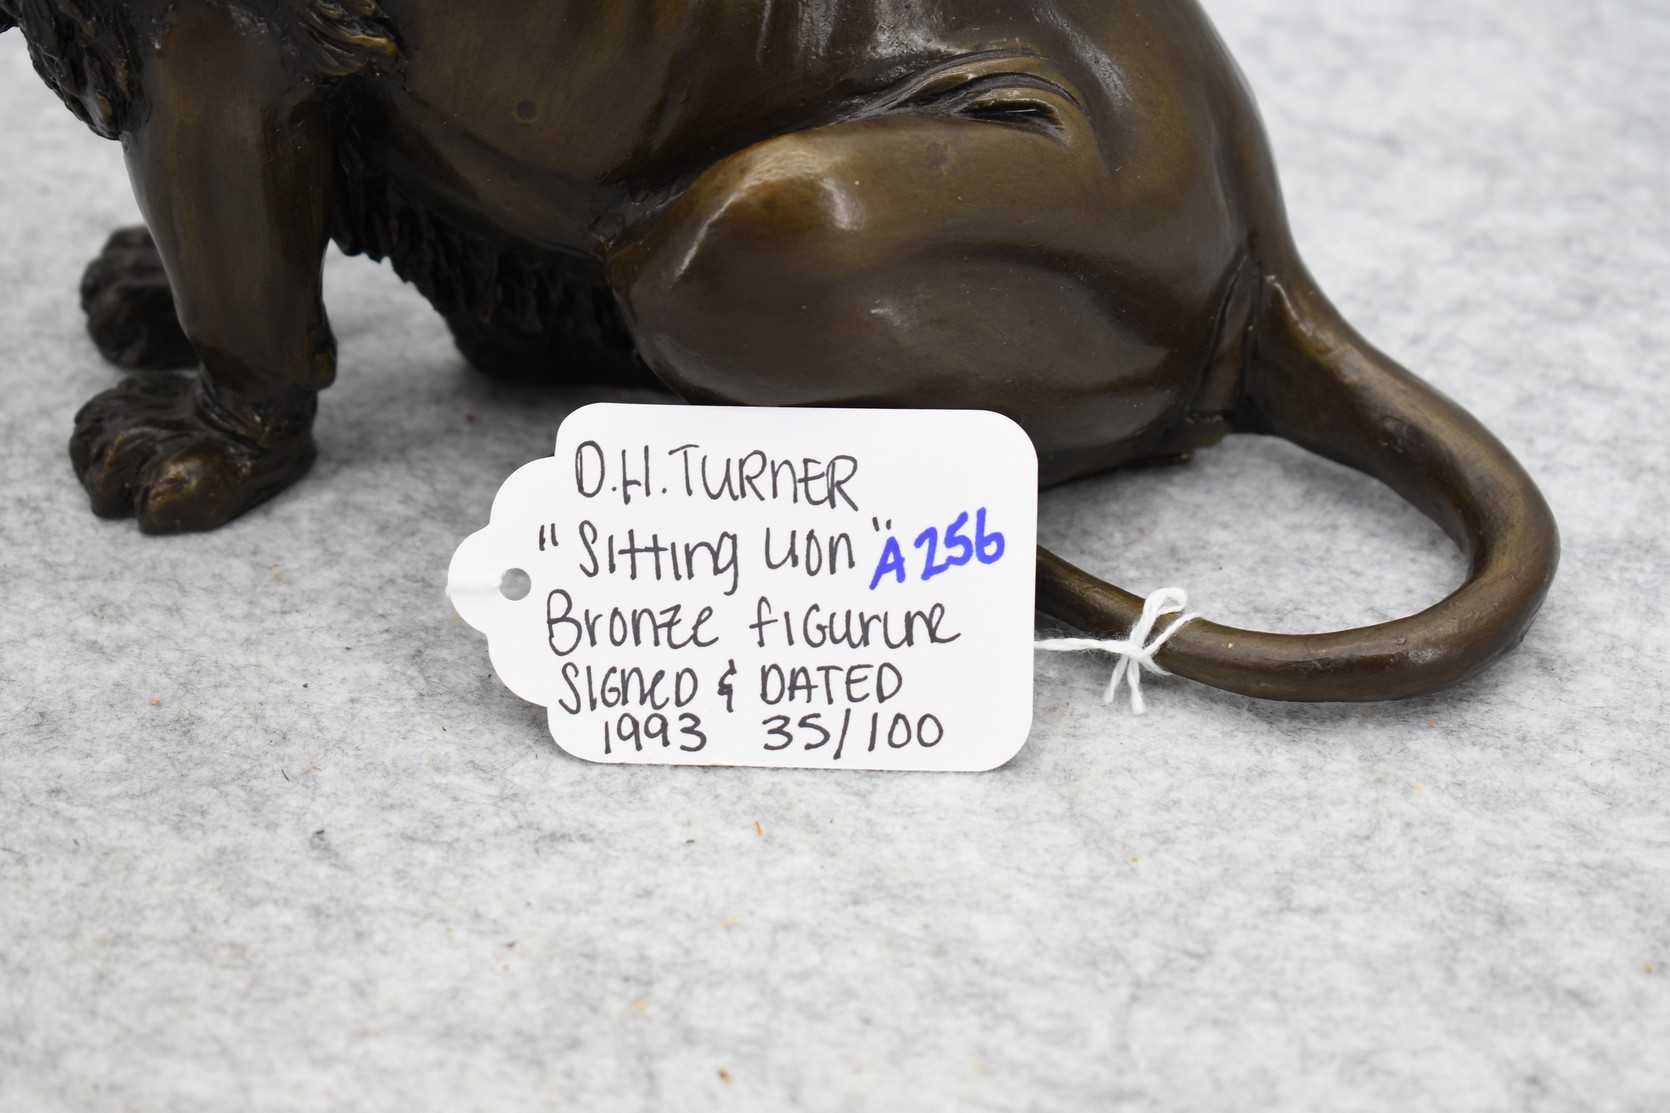 D.H. TURNER
"Sitting Lion" A256
Bronze figurine
SIGNED & DATED
1993 35/100